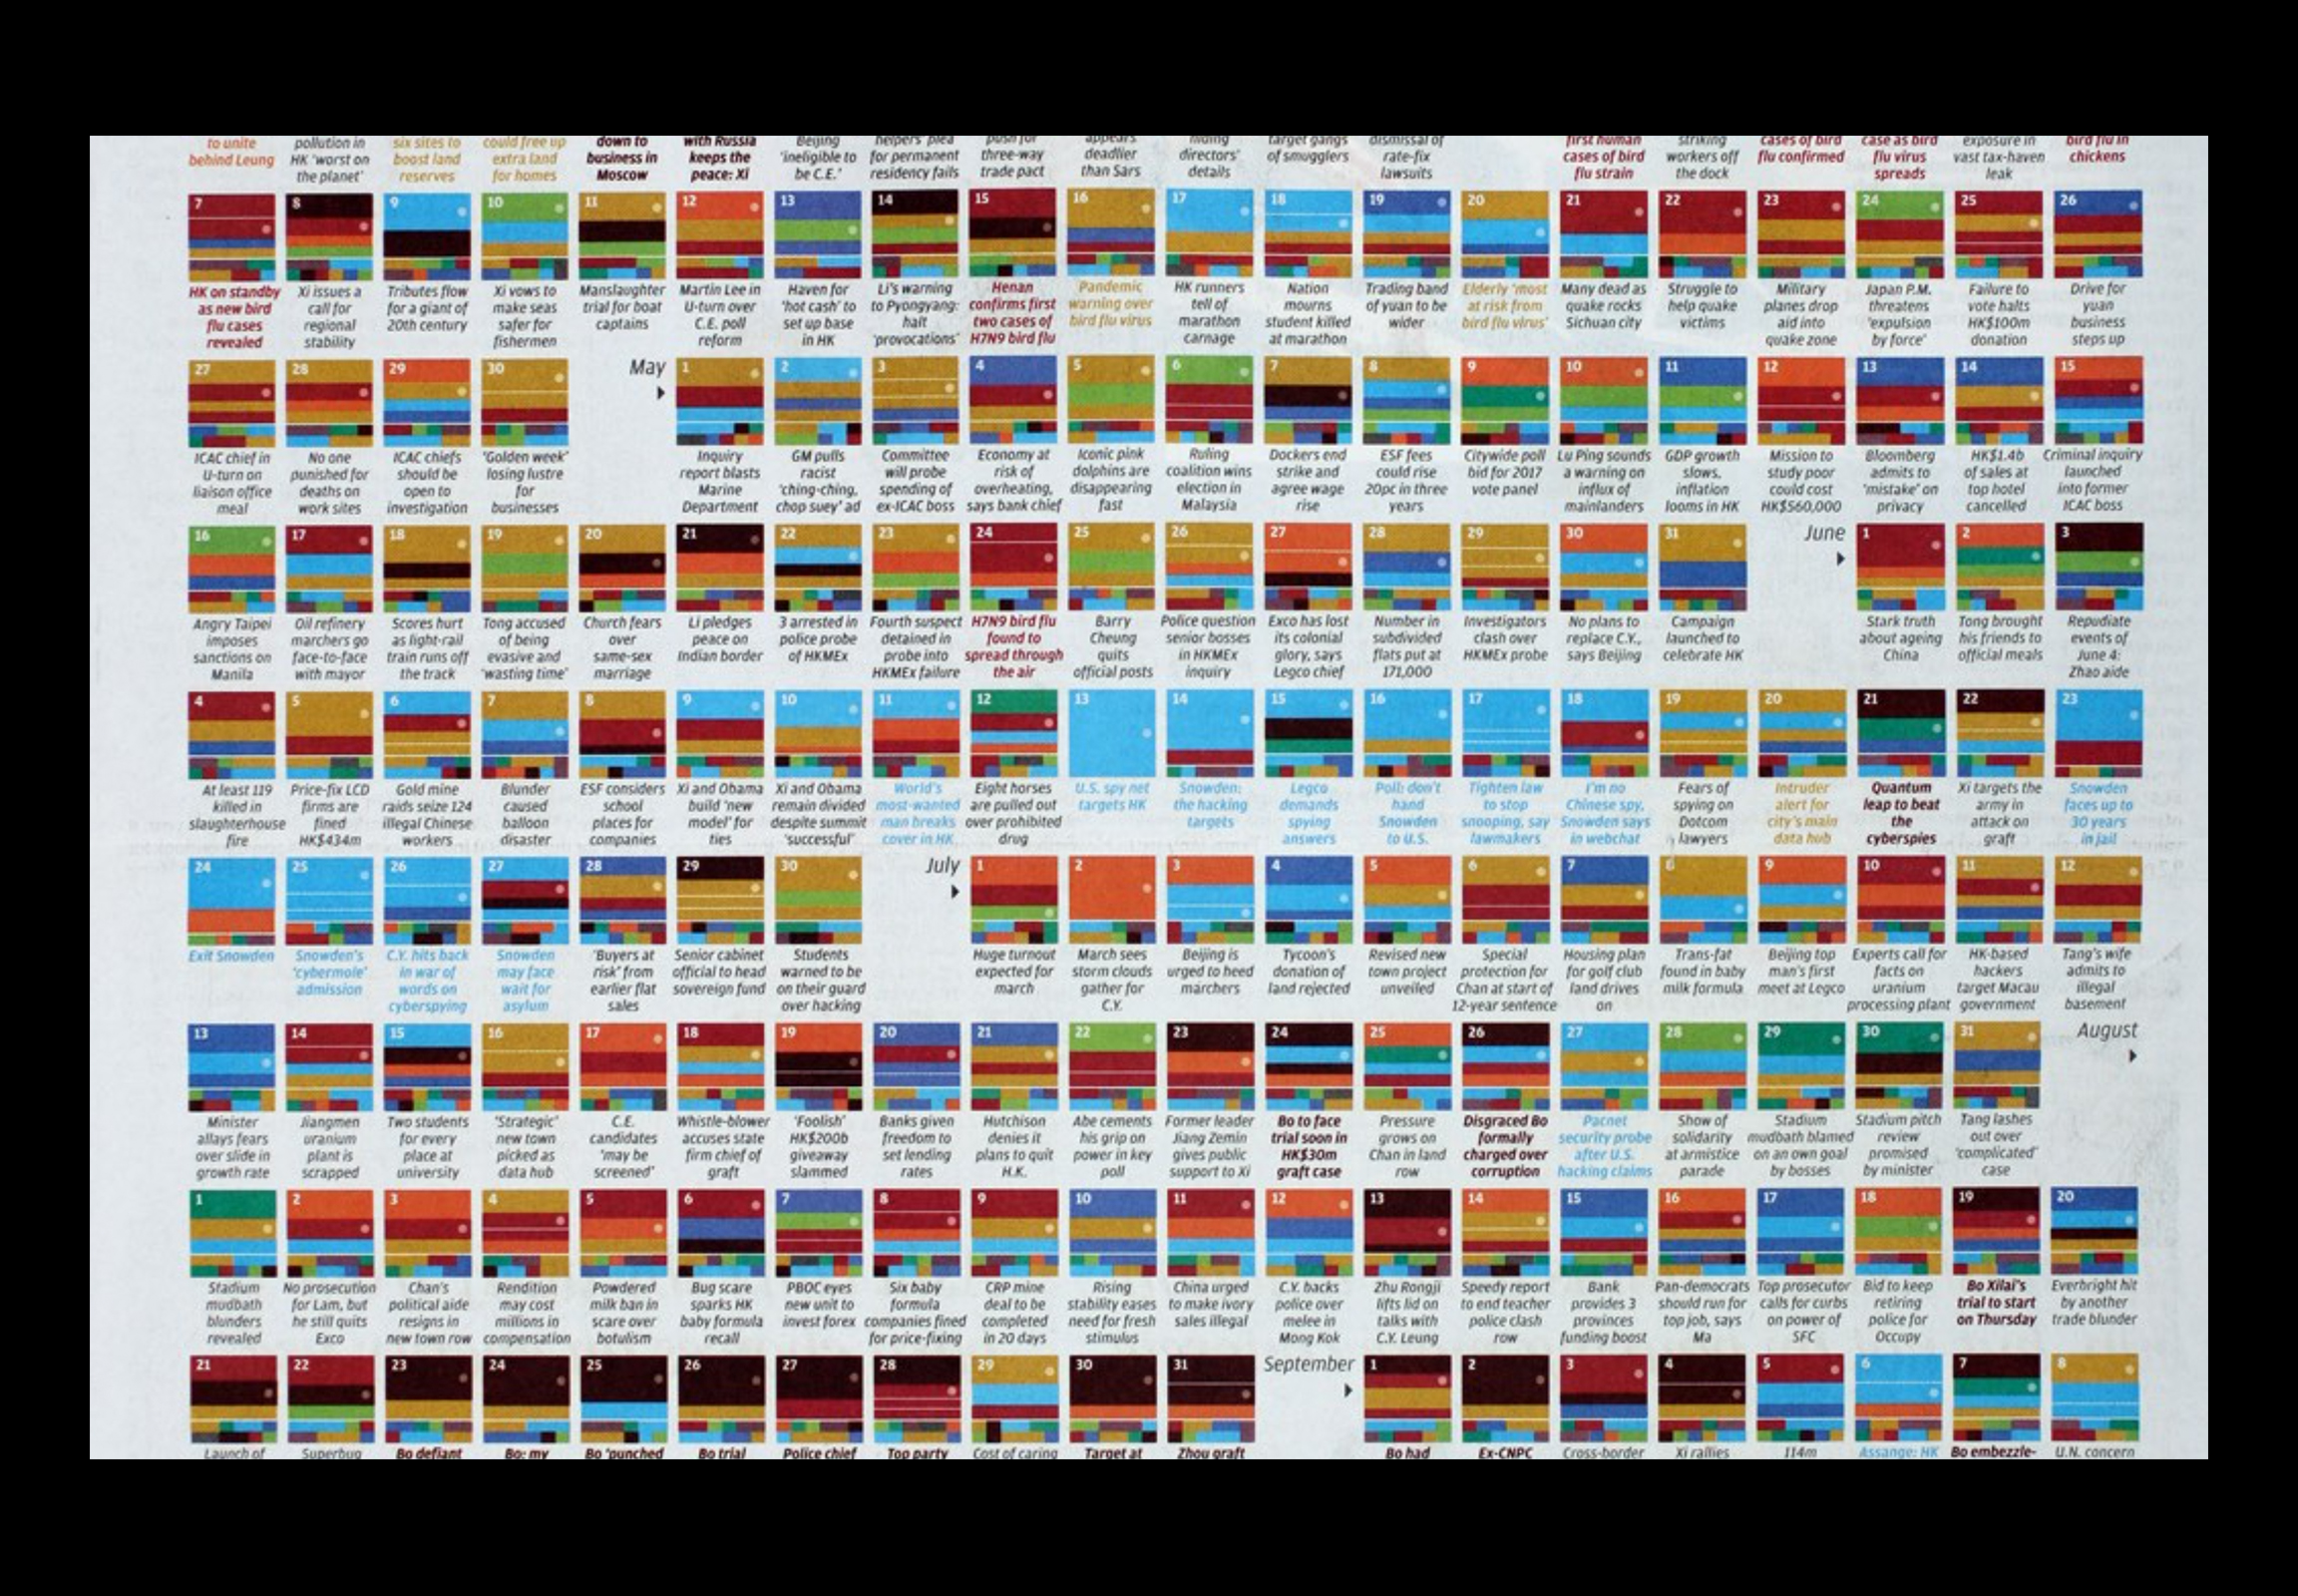 to unite
behind Leung
pollution in
HK 'worst on
the planet'
six sites to
boost land
reserves
could free up
extra land
for homes
down to
business in
Moscow
with Russia
keeps the
peace: Xi
Beijing
'ineligible to
be C.E.'
helpers' plea
for permanent
residency fails
push for
three-way
trade pact
appears
deadlier
than Sars
hiding
directors'
details
target gangs
of smugglers
dismissal of
rate-fix
lawsuits
first human
cases of bird
flu strain
striking
workers off
the dock
cases of bird
flu confirmed
case as bird
flu virus
spreads
exposure in
vast tax-haven
leak
bird flu in
chickens
7
HK on standby
as new bird
flu cases
revealed
8
Xi issues a
call for
regional
stability
9
Tributes flow
for a giant of
20th century
10
Xi vows to
make seas
safer for
fishermen
11
Manslaughter
trial for boat
captains
12
Martin Lee in
U-turn over
C.E. poll
reform
13
Haven for
'hot cash' to
set up base
in HK
14
Li's warning
to Pyongyang:
halt
'provocations'
15
Henan
confirms first
two cases of
H7N9 bird flu
16
Pandemic
warning over
bird flu virus
17
HK runners
tell of
marathon
carnage
18
Nation
mourns
student killed
at marathon
19
Trading band
of yuan to be
wider
20
Elderly 'most
at risk from
bird flu virus'
21
Many dead as
quake rocks
Sichuan city
22
Struggle to
help quake
victims
23
Military
planes drop
aid into
quake zone
24
Japan P.M.
threatens
'expulsion
by force'
25
Failure to
vote halts
HK$100m
donation
26
Drive for
yuan
business
steps up
27
ICAC chief in
U-turn on
liaison office
meal
28
No one
punished for
deaths on
work sites
29
ICAC chiefs
should be
open to
investigation
30
'Golden week'
losing lustre
for
businesses
May
1
Inquiry
report blasts
Marine
Department
2
GM pulls
racist
'ching-ching,
chop suey' ad
3
Committee
will probe
spending of
ex-ICAC boss
4
Economy at
risk of
overheating,
says bank chief
5
Iconic pink
dolphins are
disappearing
fast
6
Ruling
coalition wins
election in
Malaysia
7
Dockers end
strike and
agree wage
rise
8
ESF fees
could rise
20pc in three
years
9
Citywide poll
bid for 2017
vote panel
10
Lu Ping sounds
a warning on
influx of
mainlanders
11
GDP growth
slows,
inflation
looms in HK
12
Mission to
study poor
could cost
HK$560,000
13
Bloomberg
admits to
'mistake' on
privacy
14
HK$1.4b
of sales at
top hotel
cancelled
15
Criminal inquiry
launched
into former
ICAC boss
16
Angry Taipei
imposes
sanctions on
Manila
17
Oil refinery
marchers go
face-to-face
with mayor
18
Scores hurt
as light-rail
train runs off
the track
19
Tong accused
of being
evasive and
'wasting time'
20
Church fears
over
same-sex
marriage
21
Li pledges
peace on
Indian border
22
3 arrested in
police probe
of HKMEx
23
Fourth suspect
detained in
probe into
HKMEx failure
24
H7N9 bird flu
found to
spread through
the air
25
Barry
Cheung
quits
official posts
26
Police question
senior bosses
in HKMEx
inquiry
27
Exco has lost
its colonial
glory, says
Legco chief
28
Number in
subdivided
flats put at
171,000
29
Investigators
clash over
HKMEx probe
30
No plans to
replace C.Y.,
says Beijing
31
Campaign
launched to
celebrate HK
June
1
Stark truth
about ageing
China
2
Tong brought
his friends to
official meals
3
Repudiate
events of
June 4:
Zhao aide
4
At least 119
killed in
slaughterhouse
fire
5
Price-fix LCD
firms are
fined
HK$434m
6
Gold mine
raids seize 124
illegal Chinese
workers
7
Blunder
caused
balloon
disaster
8
ESF considers
school
places for
companies
9
Xi and Obama
build 'new
model' for
ties
10
Xi and Obama
remain divided
despite summit
'successful'
11
World's
most-wanted
man breaks
cover in HK
12
Eight horses
are pulled out
over prohibited
drug
13
U.S. spy net
targets HK
14
Snowden:
the hacking
targets
15
Legco
demands
spying
answers
16
Poll: don't
hand
Snowden
to U.S.
17
Tighten law
to stop
snooping, say
lawmakers
18
I'm no
Chinese spy,
Snowden says
in webchat
19
Fears of
spying on
Dotcom
lawyers
20
Intruder
alert for
city's main
data hub
21
Quantum
leap to beat
the
cyberspies
22
Xi targets the
army in
attack on
graft
23
Snowden
faces up to
30 years
in jail
24
Exit Snowden
25
Snowden's
'cybermole'
admission
26
C.Y. hits back
in war of
words on
cyberspying
27
Snowden
may face
wait for
asylum
28
'Buyers at
risk' from
earlier flat
sales
29
Senior cabinet
official to head
sovereign fund
30
Students
warned to be
on their guard
over hacking
July
1
Huge turnout
expected for
march
2
March sees
storm clouds
gather for
C.Y.
3
Beijing is
urged to heed
marchers
4
Tycoon's
donation of
land rejected
5
Revised new
town project
unveiled
6
Special
protection for
Chan at start of
12-year sentence
7
Housing plan
for golf club
land drives
on
8
Trans-fat
found in baby
milk formula
9
Beijing top
man's first
meet at Legco
10
Experts call for
facts on
uranium
processing plant
11
HK-based
hackers
target Macau
government
12
Tang's wife
admits to
illegal
basement
13
Minister
allays fears
over slide in
growth rate
14
Jiangmen
uranium
plant is
scrapped
15
Two students
for every
place at
university
16
'Strategic'
new town
picked as
data hub
17
C.E.
candidates
'may be
screened'
18
Whistle-blower
accuses state
firm chief of
graft
19
'Foolish'
HK$200b
giveaway
slammed
20
Banks given
freedom to
set lending
rates
21
Hutchison
denies it
plans to quit
H.K.
22
Abe cements
his grip on
power in key
poll
23
Former leader
Jiang Zemin
gives public
support to Xi
24
Bo to face
trial soon in
HK$30m
graft case
25
Pressure
grows on
Chan in land
row
26
Disgraced Bo
formally
charged over
corruption
27
Pacnet
security probe
after U.S.
hacking claims
28
Show of
solidarity
at armistice
parade
29
Stadium
mudbath blamed
on an own goal
by bosses
30
Stadium pitch
review
promised
by minister
31
Tang lashes
out over
'complicated'
case
August
1
Stadium
mudbath
blunders
revealed
2
No prosecution
for Lam, but
he still quits
Exco
3
Chan's
political aide
resigns in
new town row
4
Rendition
may cost
millions in
compensation
5
Powdered
milk ban in
scare over
botulism
6
Bug scare
sparks HK
baby formula
recall
7
PBOC eyes
new unit to
invest forex
8
Six baby
formula
companies fined
for price-fixing
9
CRP mine
deal to be
completed
in 20 days
10
Rising
stability eases
need for fresh
stimulus
11
China urged
to make ivory
sales illegal
12
C.Y. backs
police over
melee in
Mong Kok
13
Zhu Rongji
lifts lid on
talks with
C.Y. Leung
14
Speedy report
to end teacher
police clash
row
15
Bank
provides 3
provinces
funding boost
16
Pan-democrats
should run for
top job, says
Ma
17
Top prosecutor
calls for curbs
on power of
SFC
18
Bid to keep
retiring
police for
Occupy
19
Bo Xilai's
trial to start
on Thursday
20
Everbright hit
by another
trade blunder
21
Launch of
22
Superbug
23
Bo defiant
24
Bo: my
25
Bo 'punched
26
Bo trial
27
Police chief
28
Top party
29
Cost of caring
30
Target at
31
Zhou graft
September
1
Bo had
2
Ex-CNPC
3
Cross-border
4
Xi rallies
5
114m
6
Assange: HK
7
Bo embezzle-
8
U.N. concern